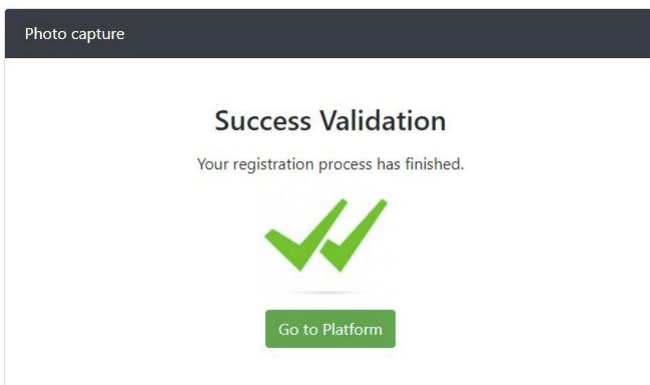 Photo capture
Success Validation
Your registration process has finished.
Go to Platform